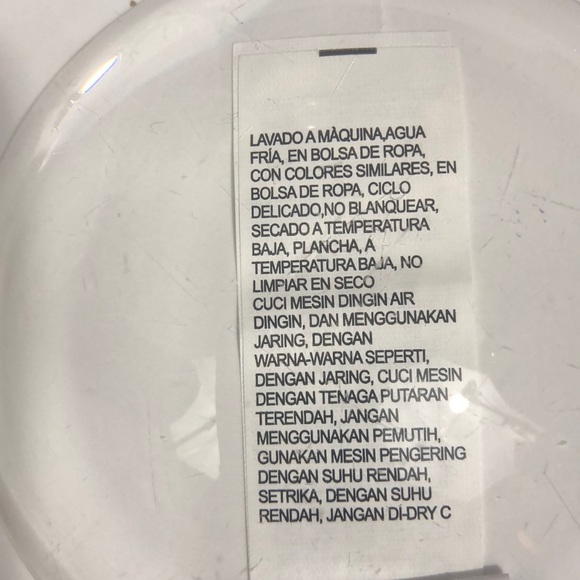 LAVADO A MÀQUINA,AGUA
FRÍA, EN BOLSA DE ROPA,
CON COLORES SIMILARES, EN
BOLSA DE ROPA, CICLO
DELICADO,NO BLANQUEAR,
SECADO A TEMPERATURA
BAJA, PLANCHA, A
TEMPERATURA BAJA, NO
LIMPIAR EN SECO
CUCI MESIN DINGIN AIR
DINGIN, DAN MENGGUNAKAN
JARING, DENGAN
WARNA-WARNA SEPERTI,
DENGAN JARING, CUCI MESIN
DENGAN TENAGA PUTARAN
TERENDAH, JANGAN
MENGGUNAKAN PEMUTIH,
GUNAKAN MESIN PENGERING
DENGAN SUHU RENDAH,
SETRIKA, DENGAN SUHU
RENDAH, JANGAN DI-DRY C